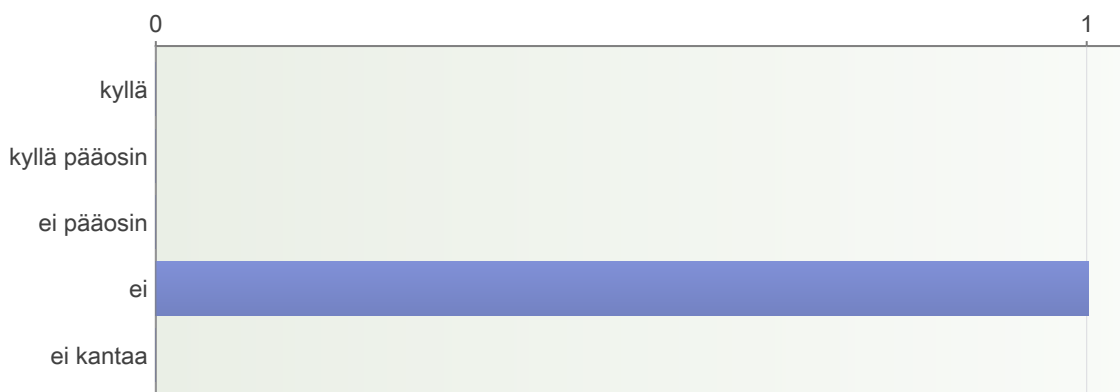 0 1
kyllä
kyllä pääosin
ei pääosin
ei
ei kantaa